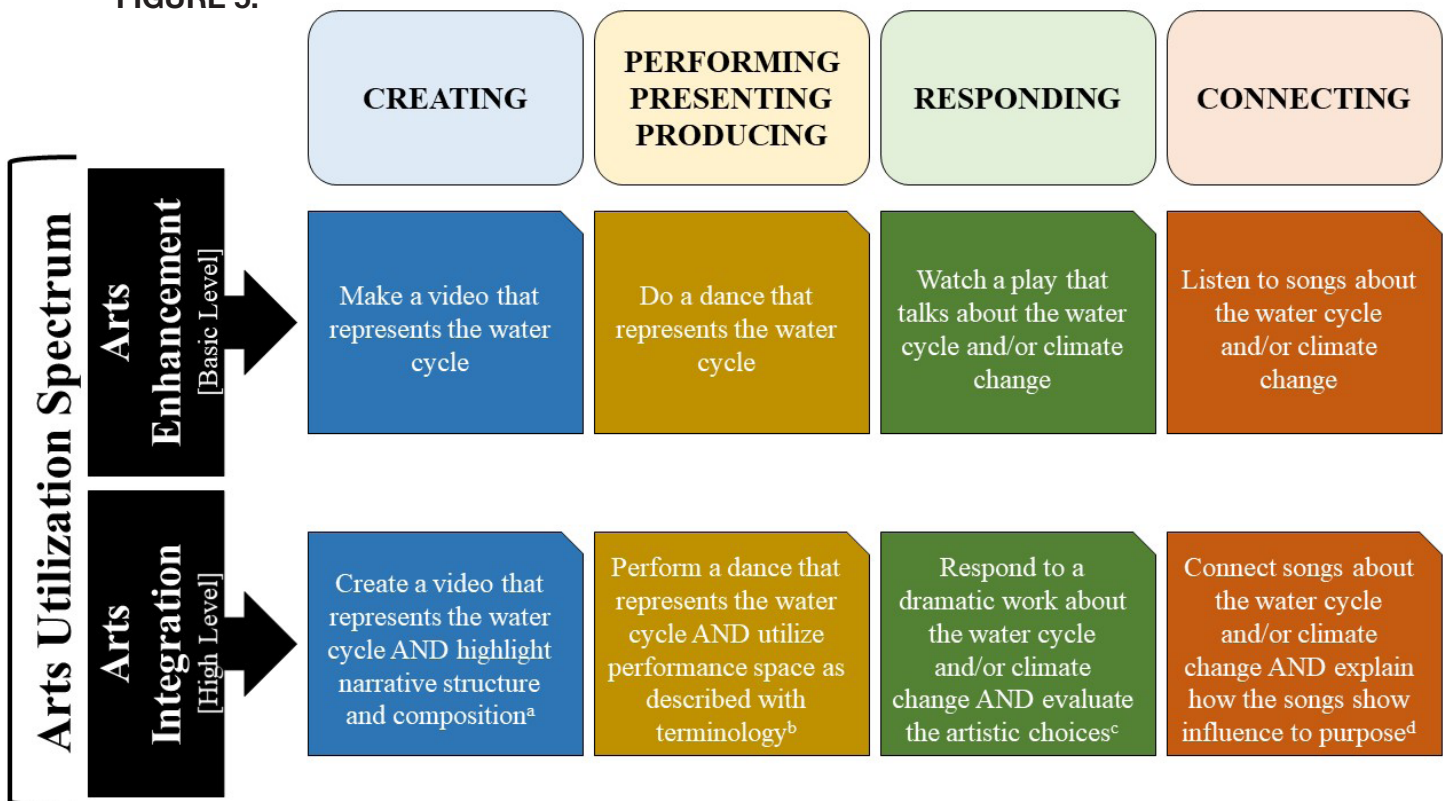 FIGURE 3.
CREATING
PERFORMING
PRESENTING
PRODUCING
RESPONDING
CONNECTING
Arts Utilization Spectrum
Arts
Enhancement
[Basic Level]
Make a video that
represents the water
cycle
Do a dance that
represents the water
cycle
Watch a play that
talks about the water
cycle and/or climate
change
Listen to songs about
the water cycle
and/or climate
change
Arts
Integration
[High Level]
Create a video that
represents the water
cycle AND highlight
narrative structure
and compositionᵃ
Perform a dance that
represents the water
cycle AND utilize
performance space as
described with
terminologyᵇ
Respond to a
dramatic work about
the water cycle
and/or climate
change AND evaluate
the artistic choicesᶜ
Connect songs about
the water cycle
and/or climate
change AND explain
how the songs show
influence to purposeᵈ